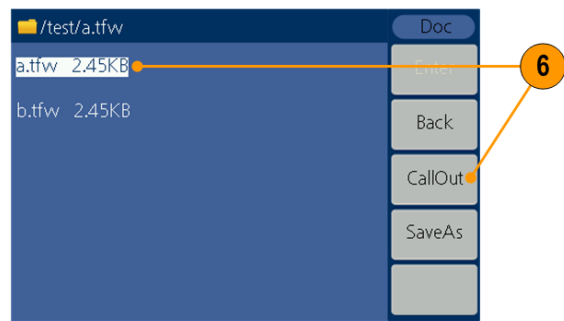 /test/a.tfw
Doc
a.tfw 2.45KB
Enter
6
b.tfw 2.45KB
Back
CallOut
SaveAs